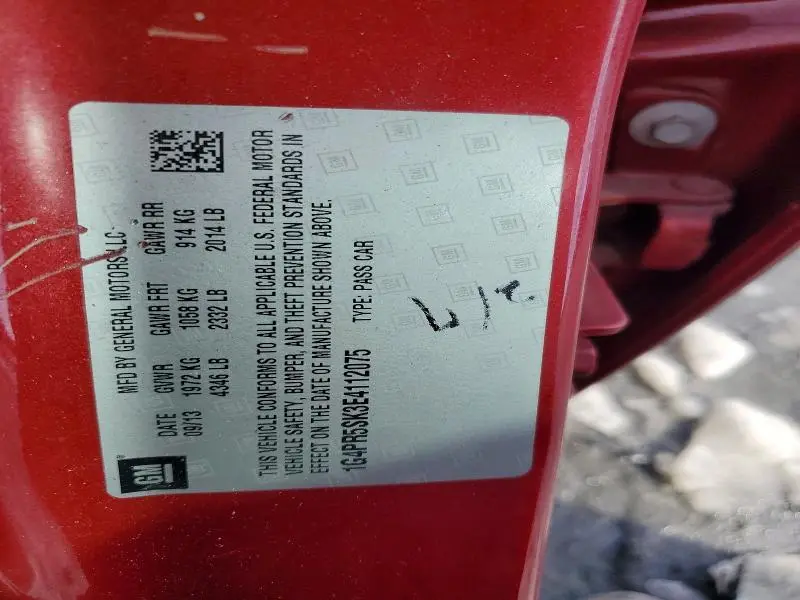 GM
MFD BY GENERAL MOTORS LLC
DATE GVWR GAWR FRT GAWR RR
09/13 1972 KG 1058 KG 914 KG
4346 LB 2332 LB 2014 LB
THIS VEHICLE CONFORMS TO ALL APPLICABLE U.S. FEDERAL MOTOR
VEHICLE SAFETY, BUMPER, AND THEFT PREVENTION STANDARDS IN
EFFECT ON THE DATE OF MANUFACTURE SHOWN ABOVE.
1G4PR5SK3E4112075 TYPE: PASS CAR